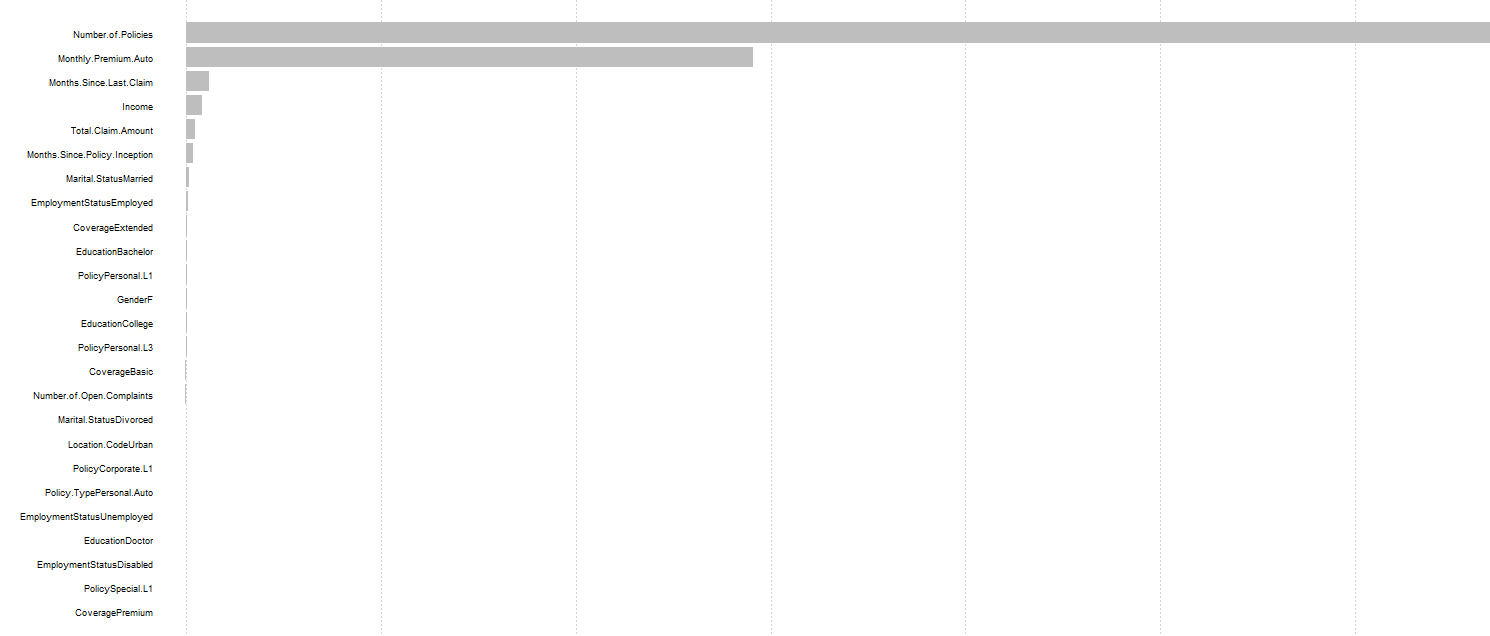 Number.of.Policies
Monthly.Premium.Auto
Months.Since.Last.Claim
Income
Total.Claim.Amount
Months.Since.Policy.Inception
Marital.StatusMarried
EmploymentStatusEmployed
CoverageExtended
EducationBachelor
PolicyPersonal.L1
GenderF
EducationCollege
PolicyPersonal.L3
CoverageBasic
Number.of.Open.Complaints
Marital.StatusDivorced
Location.CodeUrban
PolicyCorporate.L1
Policy.TypePersonal.Auto
EmploymentStatusUnemployed
EducationDoctor
EmploymentStatusDisabled
PolicySpecial.L1
CoveragePremium